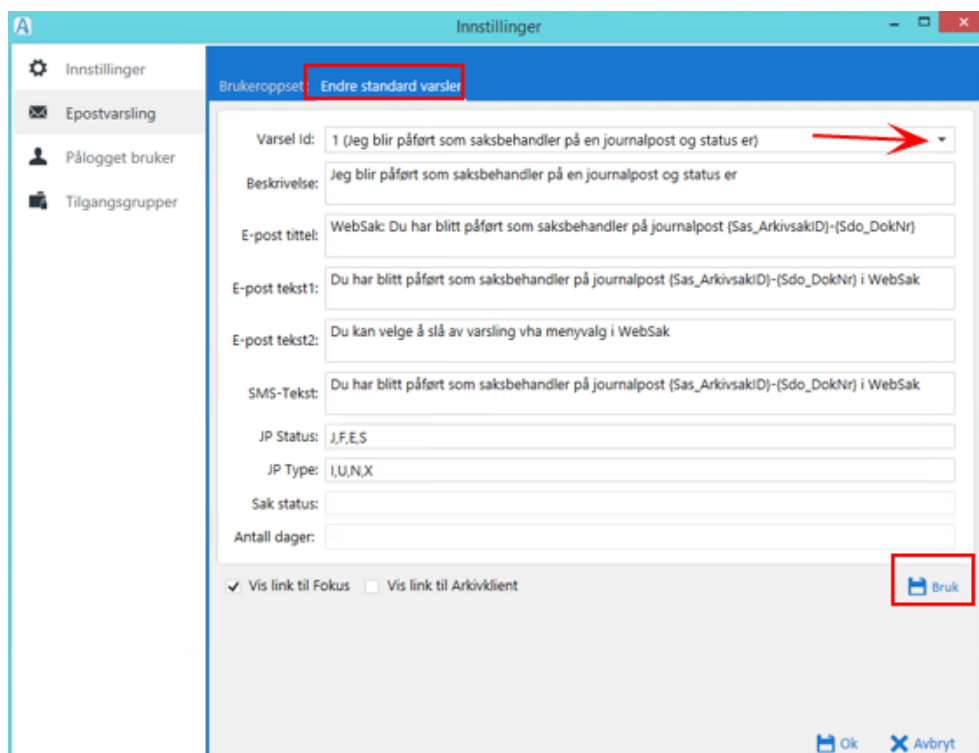 A
Innstillinger
Innstillinger
Epostvarsling
Pålogget bruker
Tilgangsgrupper
Brukeroppsett
Endre standard varsler
Varsel Id: 1 (Jeg blir påført som saksbehandler på en journalpost og status er)
Beskrivelse: Jeg blir påført som saksbehandler på en journalpost og status er
E-post tittel: WebSak: Du har blitt påført som saksbehandler på journalpost {Sas_ArkivsakID}-{Sdo_DokNr}
E-post tekst1: Du har blitt påført som saksbehandler på journalpost {Sas_ArkivsakID}-{Sdo_DokNr} i WebSak
E-post tekst2: Du kan velge å slå av varsling vha menyvalg i WebSak
SMS-Tekst: Du har blitt påført som saksbehandler på journalpost {Sas_ArkivsakID}-{Sdo_DokNr} i WebSak
JP Status: J,F,E,S
JP Type: I,U,N,X
Sak status:
Antall dager:
Vis link til Fokus Vis link til Arkivklient
Bruk
Ok Avbryt